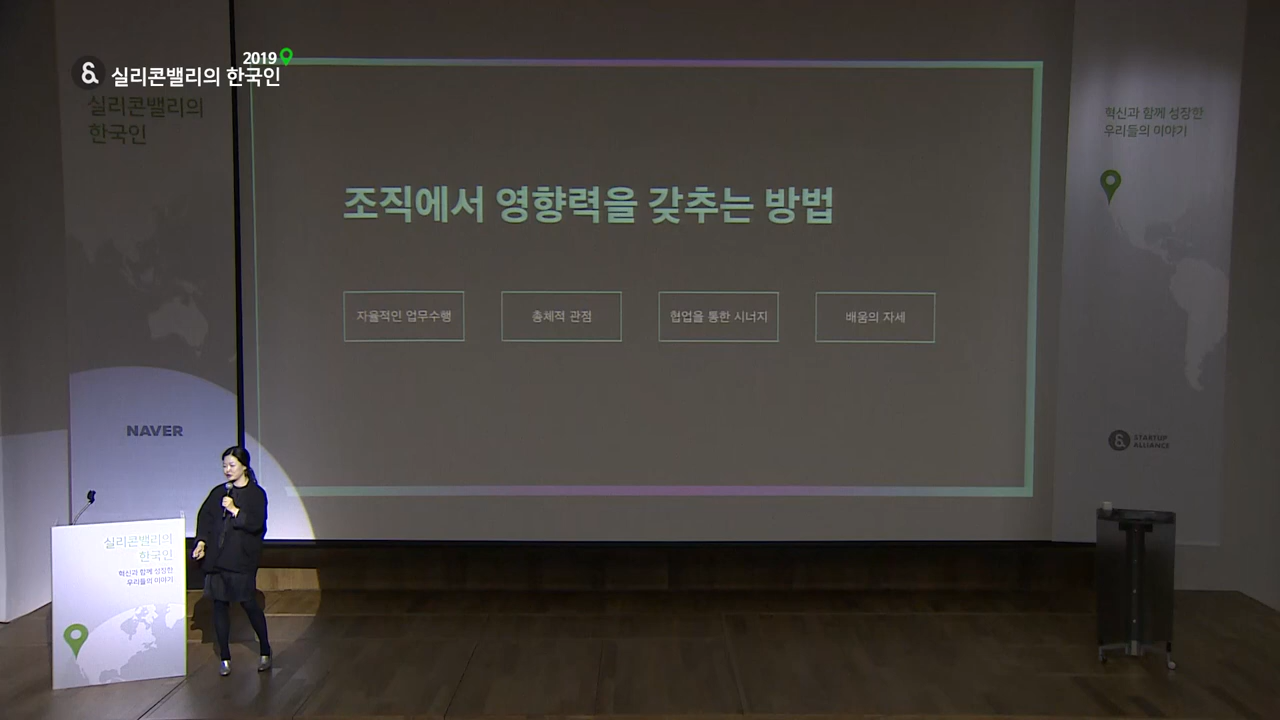 2019
& 실리콘밸리의 한국인
실리콘밸리의
한국인
조직에서 영향력을 갖추는 방법
자율적인 업무수행
총체적 관점
협업을 통한 시너지
배움의 자세
혁신과 함께 성장한
우리들의 이야기
NAVER
& STARTUP
ALLIANCE
실리콘밸리의
한국인
혁신과 함께 성장한
우리들의 이야기